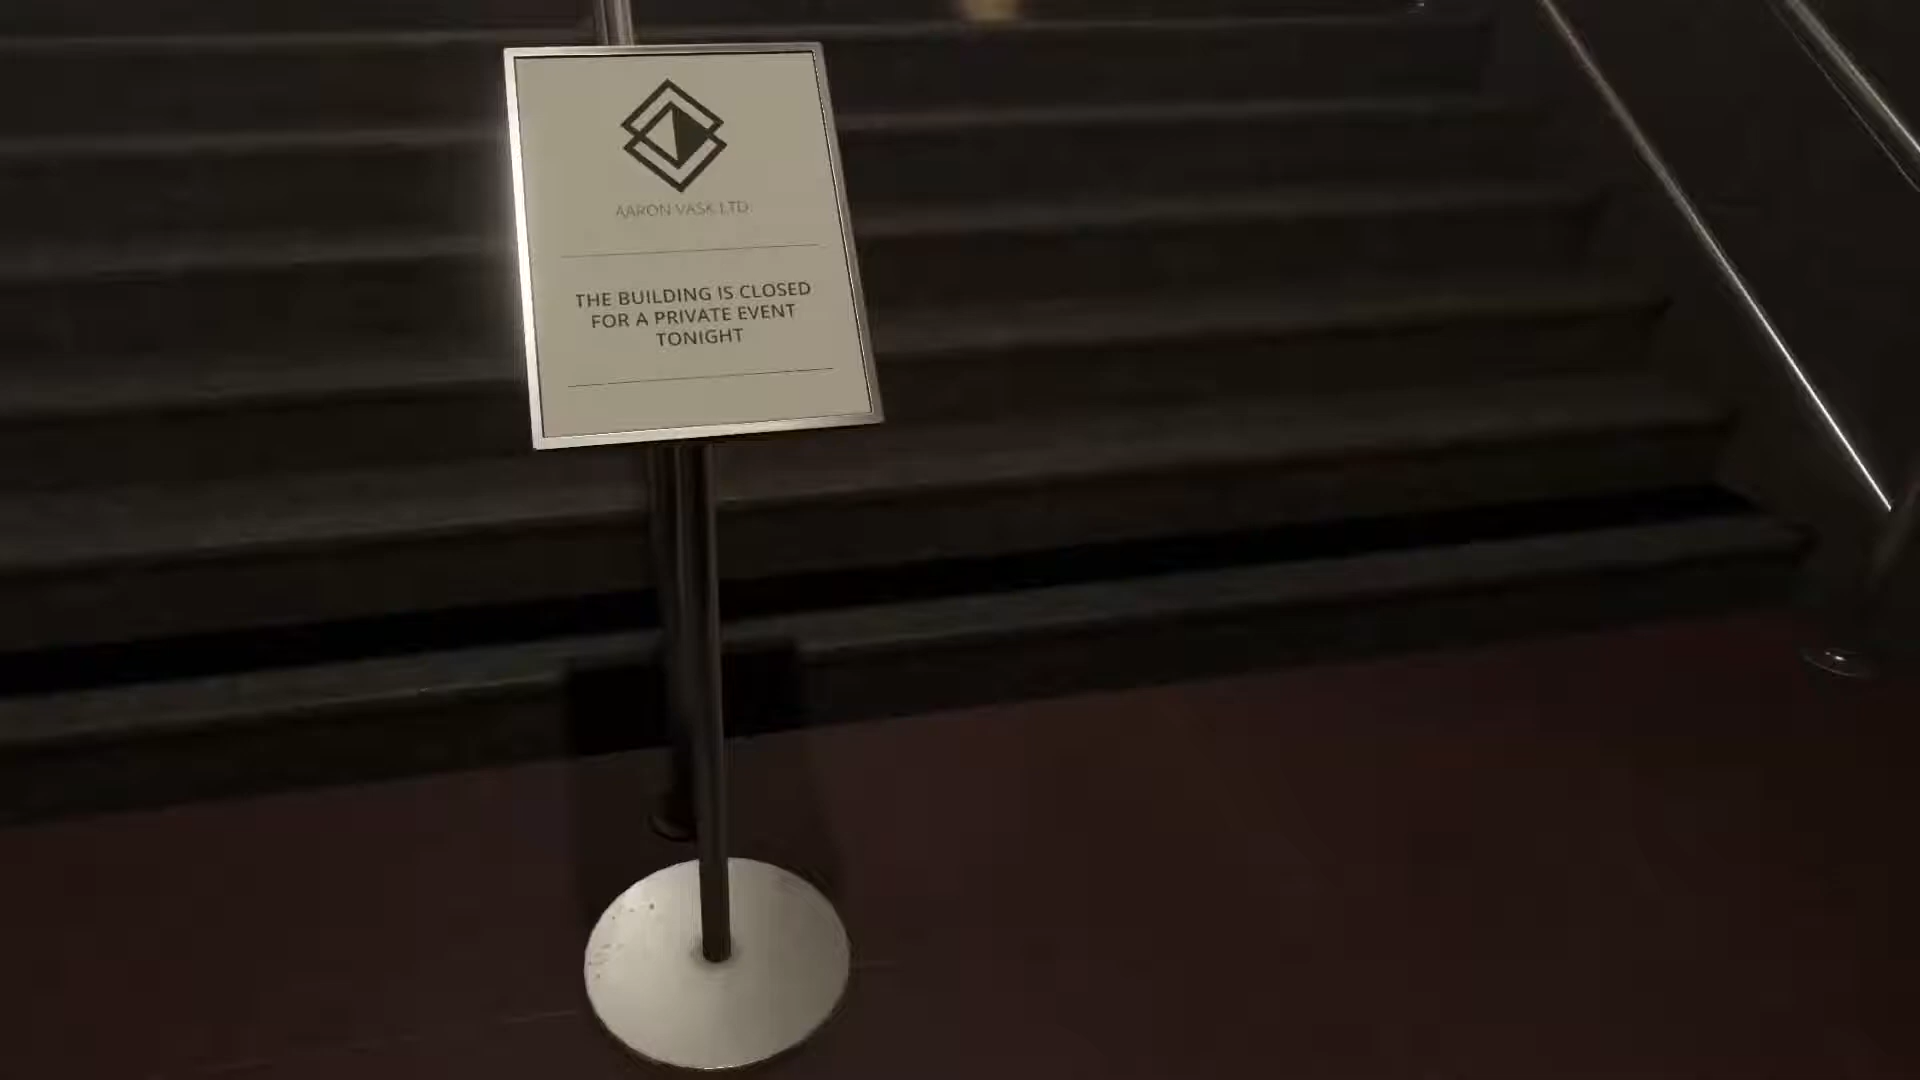 AARON VASK LTD.
THE BUILDING IS CLOSED
FOR A PRIVATE EVENT
TONIGHT